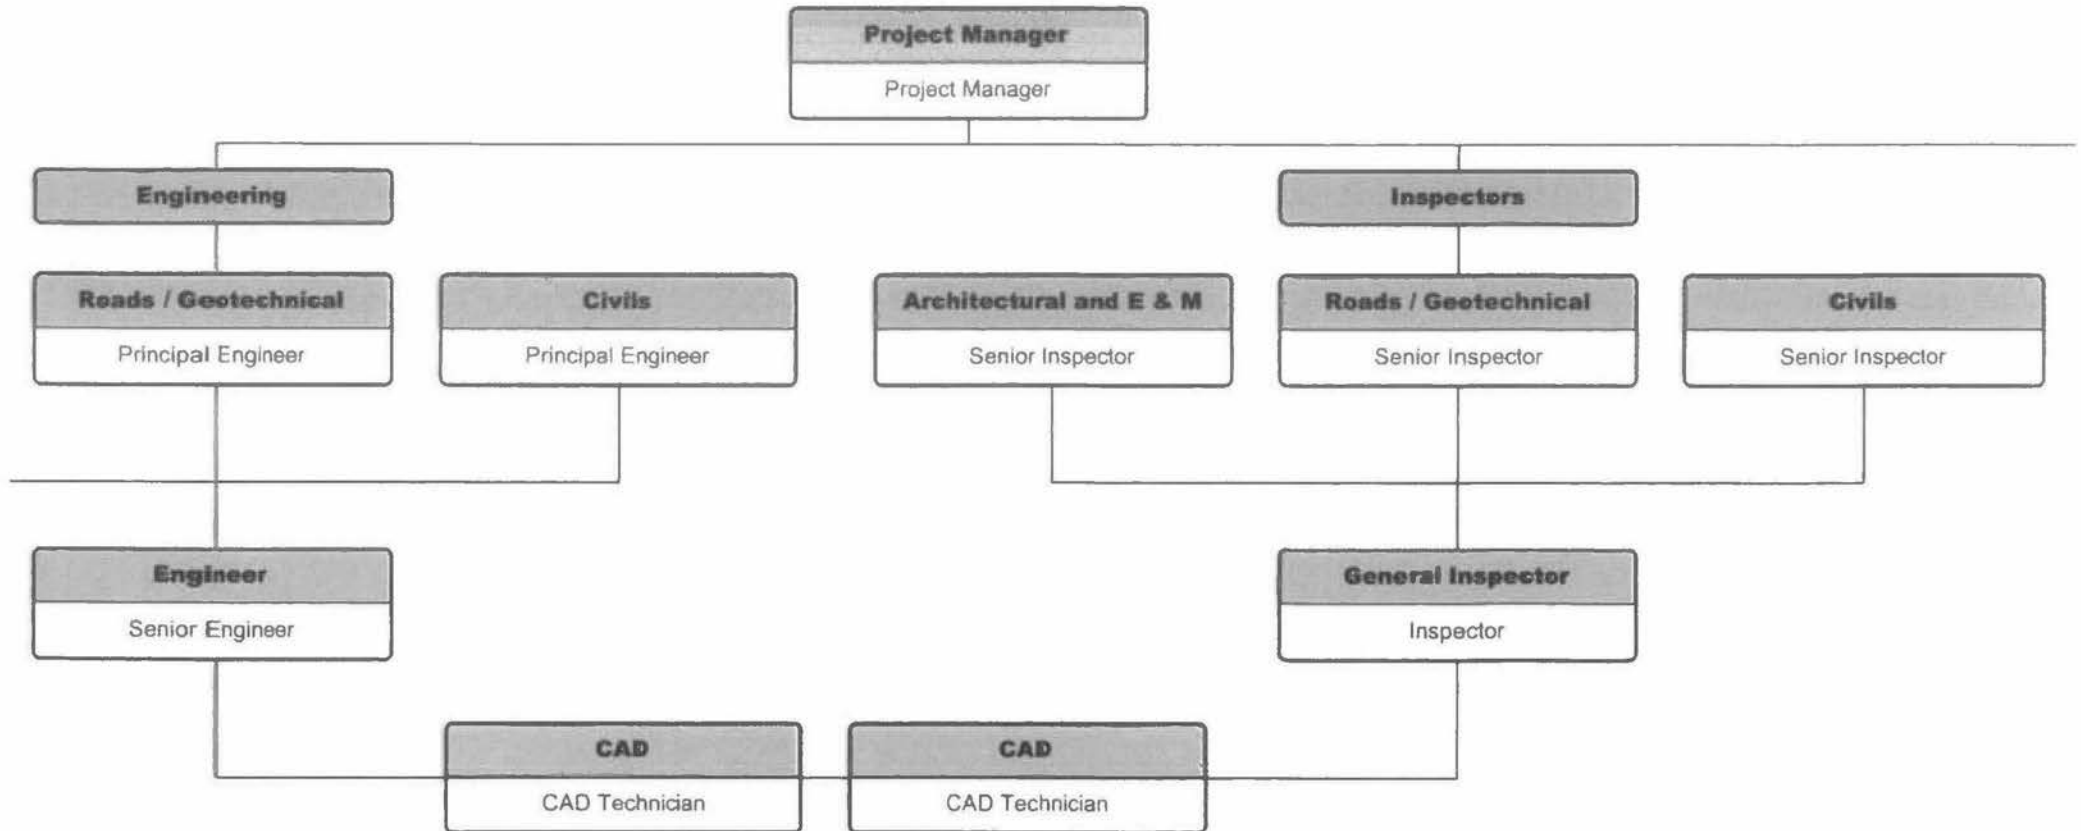 Project Manager
Project Manager
Engineering
Inspectors
Roads / Geotechnical
Principal Engineer
Civils
Principal Engineer
Architectural and E & M
Senior Inspector
Roads / Geotechnical
Senior Inspector
Civils
Senior Inspector
Engineer
Senior Engineer
General Inspector
Inspector
CAD
CAD Technician
CAD
CAD Technician